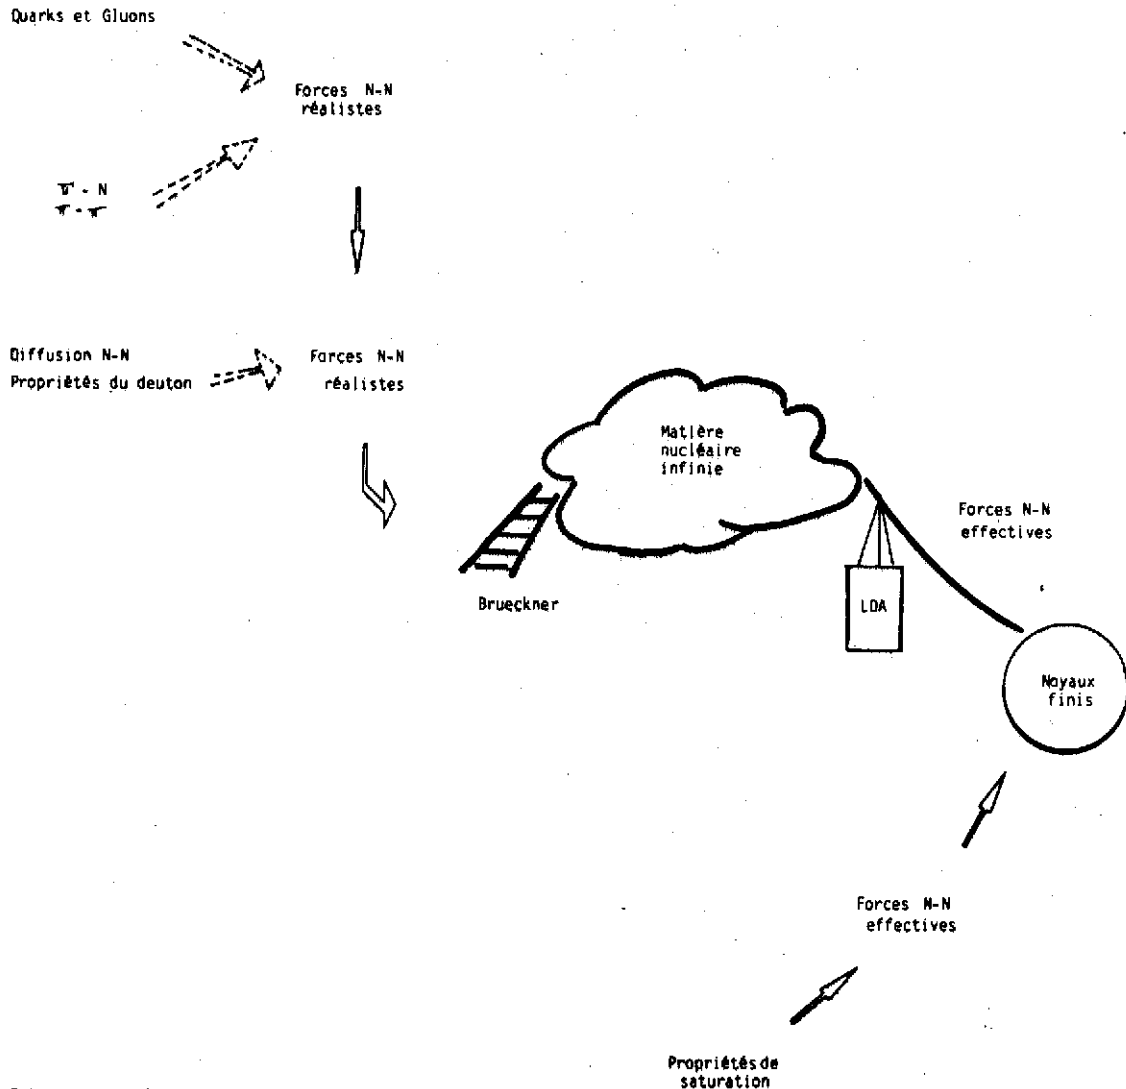 Quarks et Gluons
Forces N-N
réalistes
π - N
π - π
Diffusion N-N
Propriétés du deuton
Forces N-N
réalistes
Matière
nucléaire
infinie
Brueckner
Forces N-N
effectives
LDA
Noyaux
finis
Forces N-N
effectives
Propriétés de
saturation